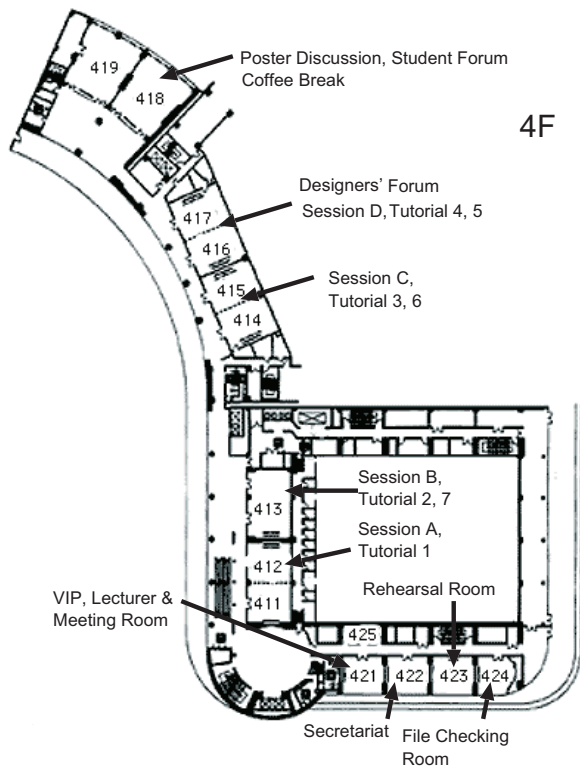 419
418
Poster Discussion, Student Forum
Coffee Break
4F
417
416
Designers' Forum
Session D, Tutorial 4, 5
415
414
Session C,
Tutorial 3, 6
413
Session B,
Tutorial 2, 7
412
411
Session A,
Tutorial 1
VIP, Lecturer &
Meeting Room
Rehearsal Room
425
421 422 423 424
Secretariat
File Checking
Room